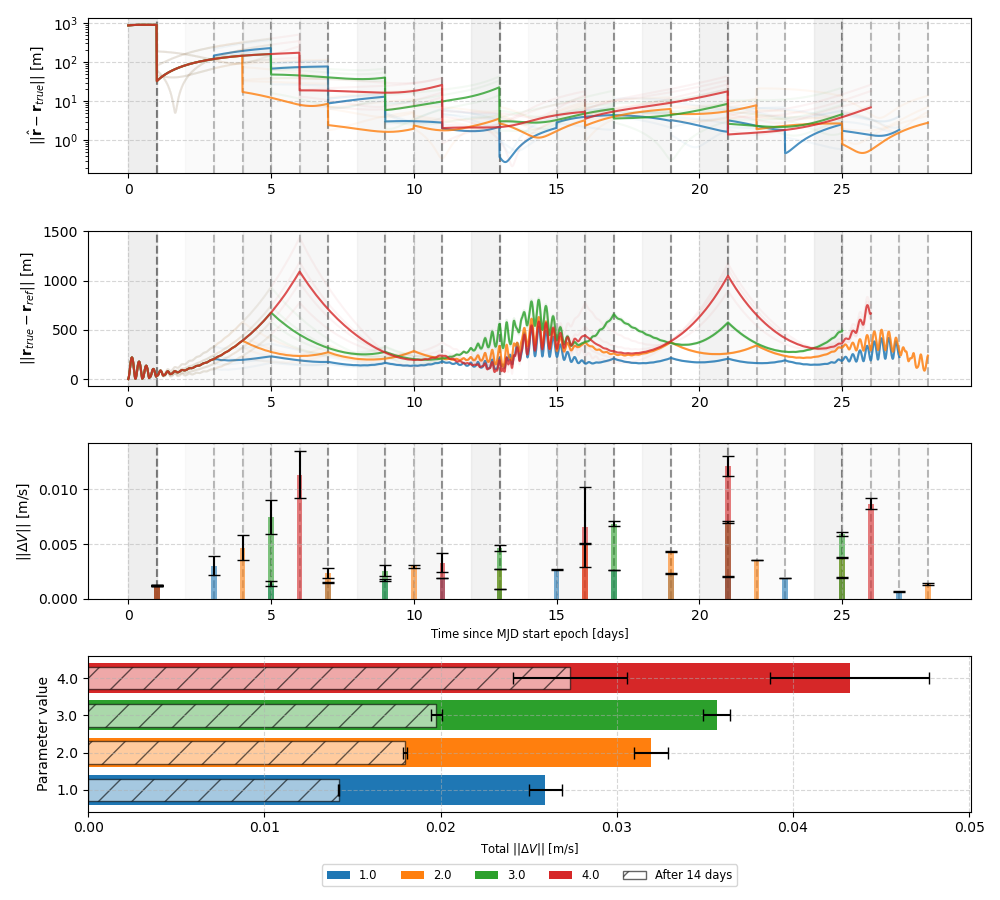 ||r̂ − r_true|| [m]
10³
10²
10¹
10⁰
0 5 10 15 20 25
||r_true − r_ref|| [m]
1500
1000
500
0
0 5 10 15 20 25
||ΔV|| [m/s]
0.010
0.005
0.000
0 5 10 15 20 25
Time since MJD start epoch [days]
Parameter value
4.0
3.0
2.0
1.0
0.00 0.01 0.02 0.03 0.04 0.05
Total ||ΔV|| [m/s]
1.0 2.0 3.0 4.0 After 14 days